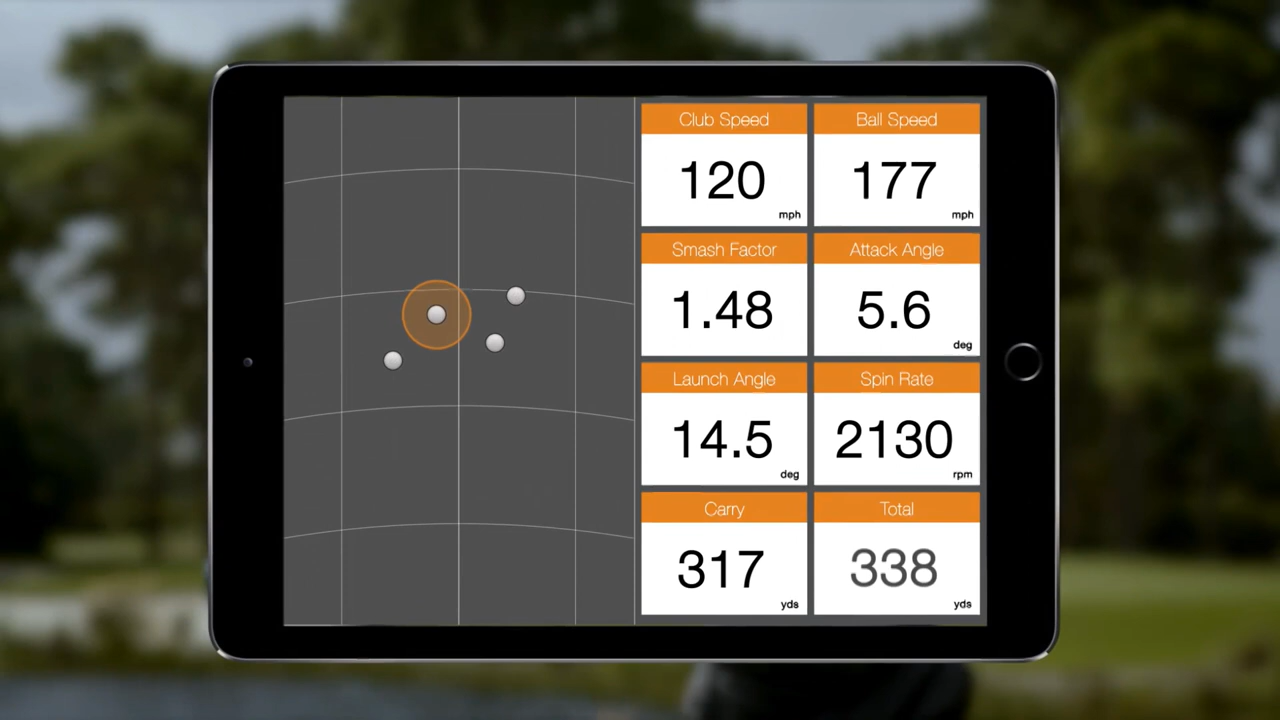 Club Speed
120
mph
Ball Speed
177
mph
Smash Factor
1.48
Attack Angle
5.6
deg
Launch Angle
14.5
deg
Spin Rate
2130
rpm
Carry
317
yds
Total
338
yds